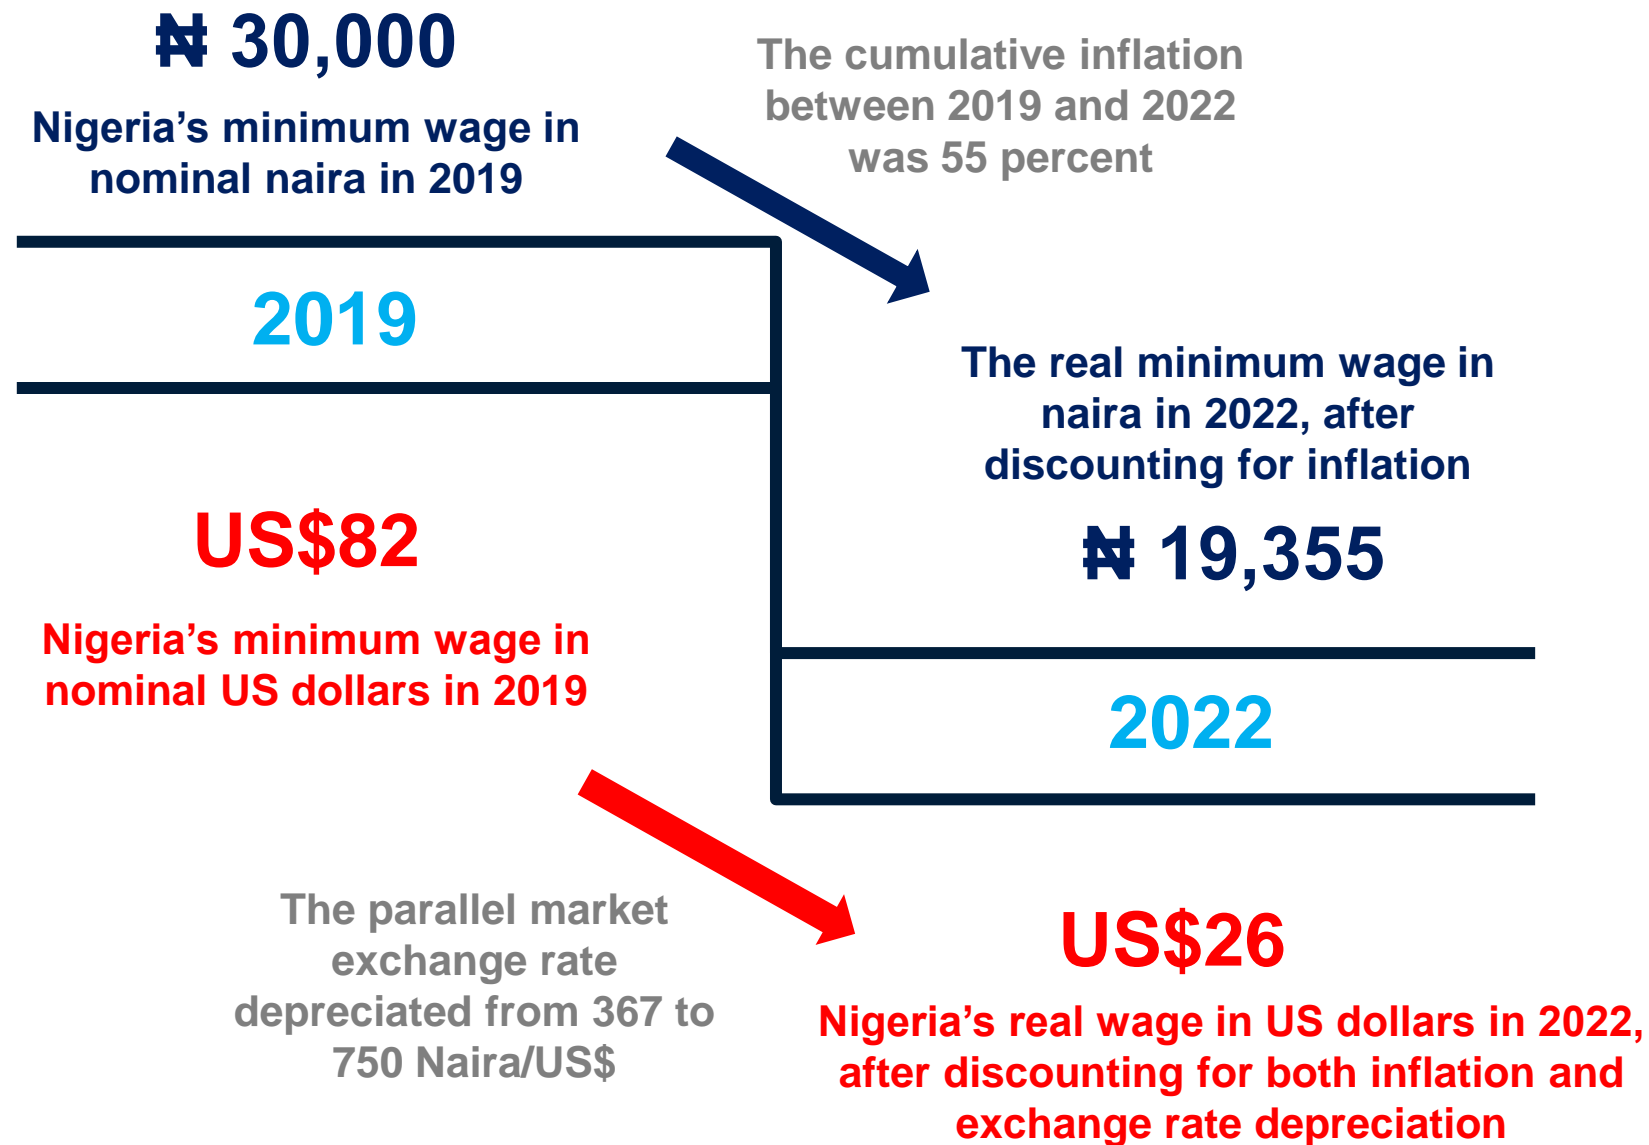 ₦ 30,000
Nigeria’s minimum wage in
nominal naira in 2019
The cumulative inflation
between 2019 and 2022
was 55 percent
2019
The real minimum wage in
naira in 2022, after
discounting for inflation
₦ 19,355
US$82
Nigeria’s minimum wage in
nominal US dollars in 2019
2022
The parallel market
exchange rate
depreciated from 367 to
750 Naira/US$
US$26
Nigeria’s real wage in US dollars in 2022,
after discounting for both inflation and
exchange rate depreciation